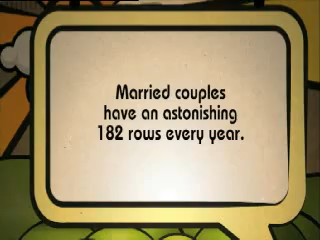 Married couples
have an astonishing
182 rows every year.